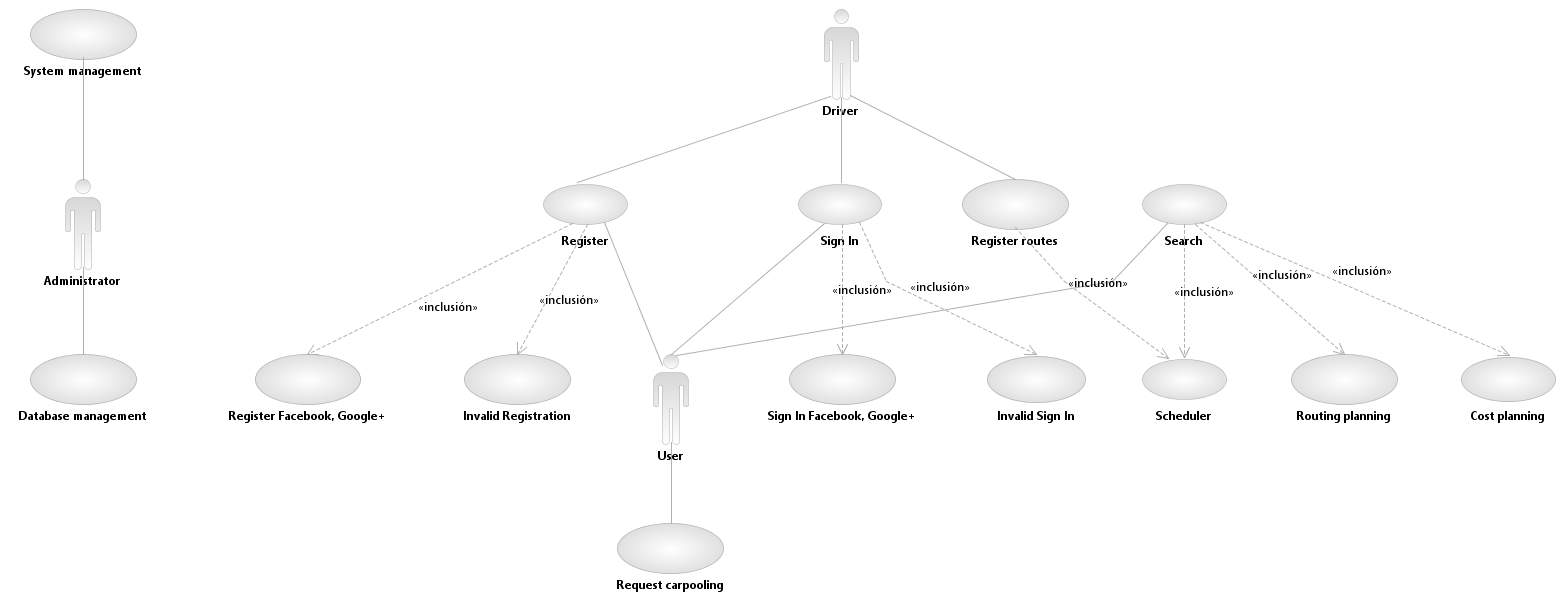 System management
Driver
Administrator
Register
Sign In
Register routes
Search
«inclusión»
«inclusión»
«inclusión»
«inclusión»
«inclusión»
«inclusión»
«inclusión»
«inclusión»
Database management
Register Facebook, Google+
Invalid Registration
User
Sign In Facebook, Google+
Invalid Sign In
Scheduler
Routing planning
Cost planning
Request carpooling